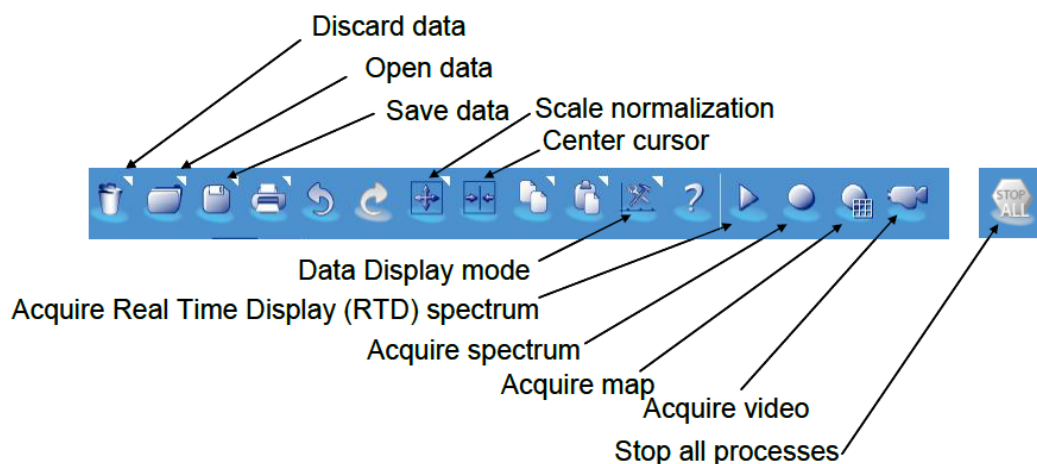 Discard data
Open data
Save data
Scale normalization
Center cursor
?
STOP
ALL
Data Display mode
Acquire Real Time Display (RTD) spectrum
Acquire spectrum
Acquire map
Acquire video
Stop all processes